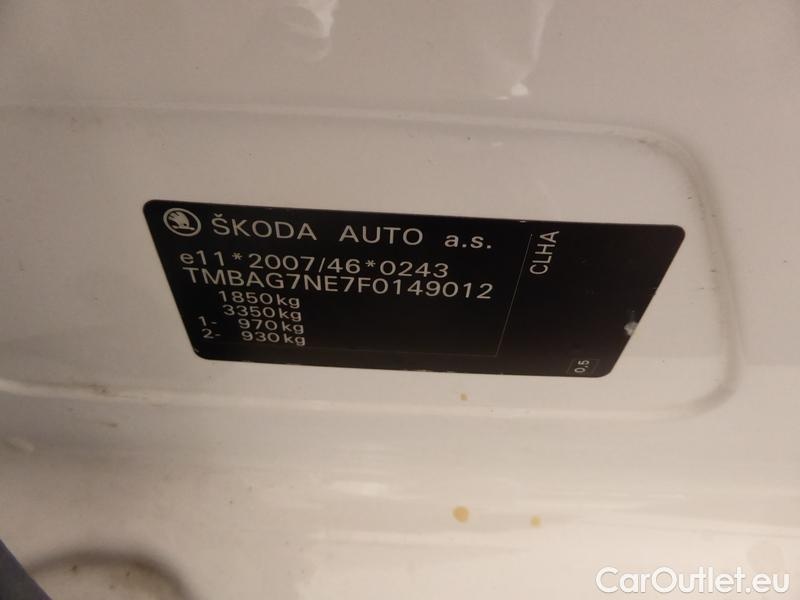 ŠKODA AUTO a.s.
e11*2007/46*0243
TMBAG7NE7F0149012
1850kg
3350kg
1- 970kg
2- 930kg
CLHA
0,5
CarOutlet.eu